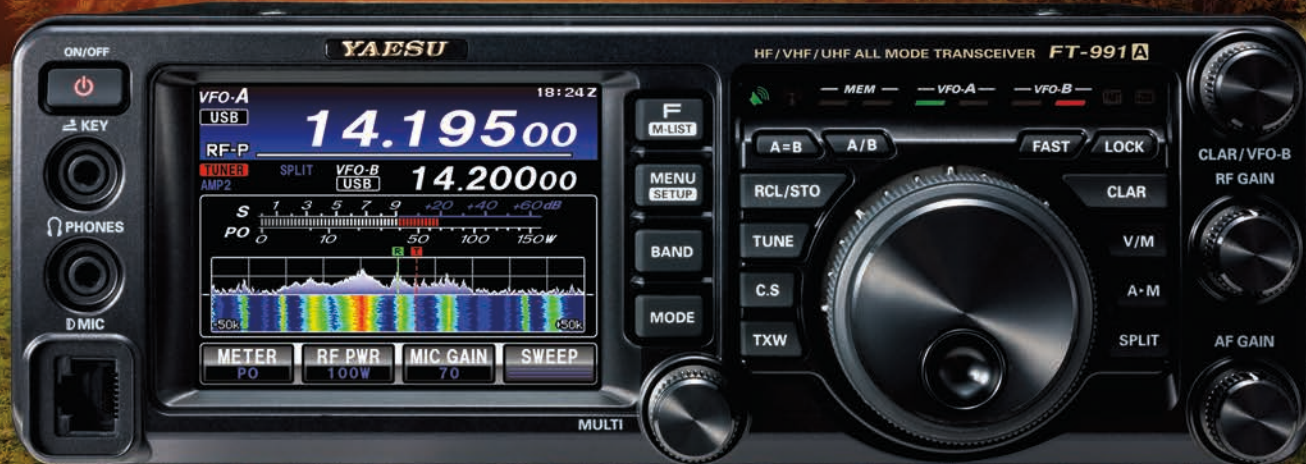 ON/OFF
KEY
PHONES
MIC
YAESU
HF/VHF/UHF ALL MODE TRANSCEIVER FT-991A
VFO-A
18:24Z
USB
14.19500
RF-P
TUNER
AMP2
SPLIT
VFO-B
USB
14.20000
S 1 3 5 7 9 +20 +40 +60dB
PO 0 10 50 100 150W
R T
-50k
+50k
METER
PO
RF PWR
100W
MIC GAIN
70
SWEEP
F
M-LIST
MENU
SETUP
BAND
MODE
MULTI
MEM
VFO-A
VFO-B
A=B
A/B
FAST
LOCK
RCL/STO
TUNE
C.S
TXW
CLAR
V/M
A▸M
SPLIT
CLAR/VFO-B
RF GAIN
AF GAIN